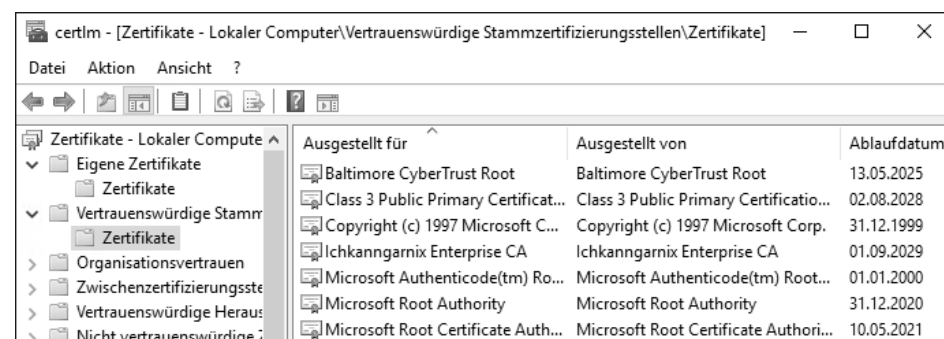 certlm - [Zertifikate - Lokaler Computer\Vertrauenswürdige Stammzertifizierungsstellen\Zertifikate]
Datei Aktion Ansicht ?
Zertifikate - Lokaler Compute
Eigene Zertifikate
Zertifikate
Vertrauenswürdige Stamm
Zertifikate
Organisationsvertrauen
Zwischenzertifizierungsste
Vertrauenswürdige Heraus
Nicht vertrauenswürdige Z
Ausgestellt für Ausgestellt von Ablaufdatum
Baltimore CyberTrust Root Baltimore CyberTrust Root 13.05.2025
Class 3 Public Primary Certificat... Class 3 Public Primary Certificatio... 02.08.2028
Copyright (c) 1997 Microsoft C... Copyright (c) 1997 Microsoft Corp. 31.12.1999
Ichkanngarnix Enterprise CA Ichkanngarnix Enterprise CA 01.09.2029
Microsoft Authenticode(tm) Ro... Microsoft Authenticode(tm) Root... 01.01.2000
Microsoft Root Authority Microsoft Root Authority 31.12.2020
Microsoft Root Certificate Auth... Microsoft Root Certificate Authori... 10.05.2021